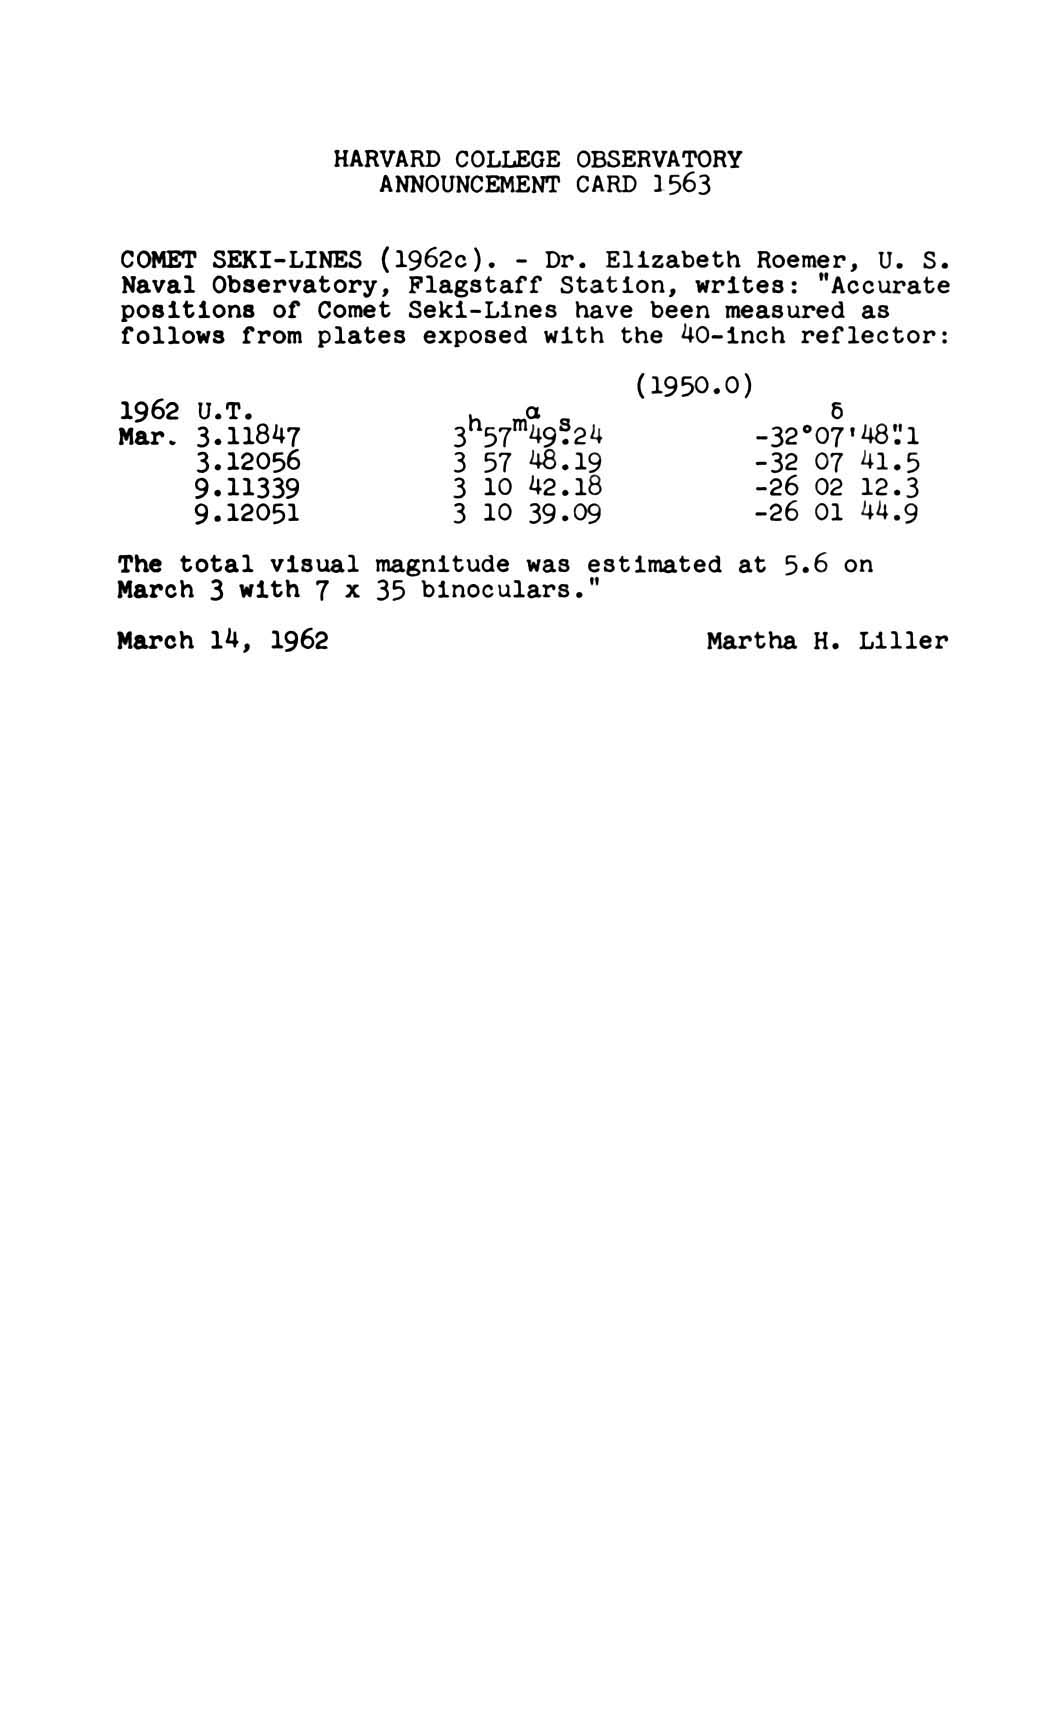 HARVARD COLLEGE OBSERVATORY
ANNOUNCEMENT CARD 1563
COMET SEKI-LINES (1962c). - Dr. Elizabeth Roemer, U. S.
Naval Observatory, Flagstaff Station, writes: "Accurate
positions of Comet Seki-Lines have been measured as
follows from plates exposed with the 40-inch reflector:
(1950.0)
1962 U.T. α δ
Mar. 3.11847 3ʰ57ᵐ49ˢ.24 -32°07'48".1
3.12056 3 57 48.19 -32 07 41.5
9.11339 3 10 42.18 -26 02 12.3
9.12051 3 10 39.09 -26 01 44.9
The total visual magnitude was estimated at 5.6 on
March 3 with 7 x 35 binoculars."
March 14, 1962 Martha H. Liller